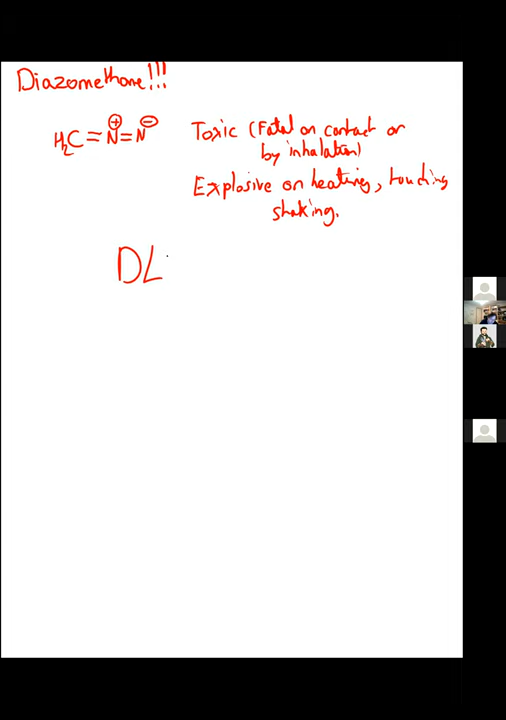 Diazomethane!!!
H₂C=N⊕=N⊖ Toxic (Fatal on contact or
by inhalation)
Explosive on heating, touching
shaking.
DL